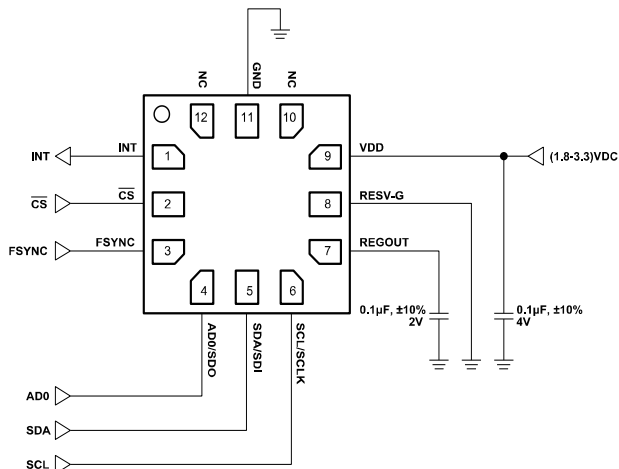 NC
GND
NC
12
11
10
INT
INT
1
9
VDD
(1.8-3.3)VDC
CS
CS
2
8
RESV-G
FSYNC
FSYNC
3
7
REGOUT
4
5
6
0.1µF, ±10%
2V
0.1µF, ±10%
4V
AD0/SDO
SDA/SDI
SCL/SCLK
AD0
SDA
SCL